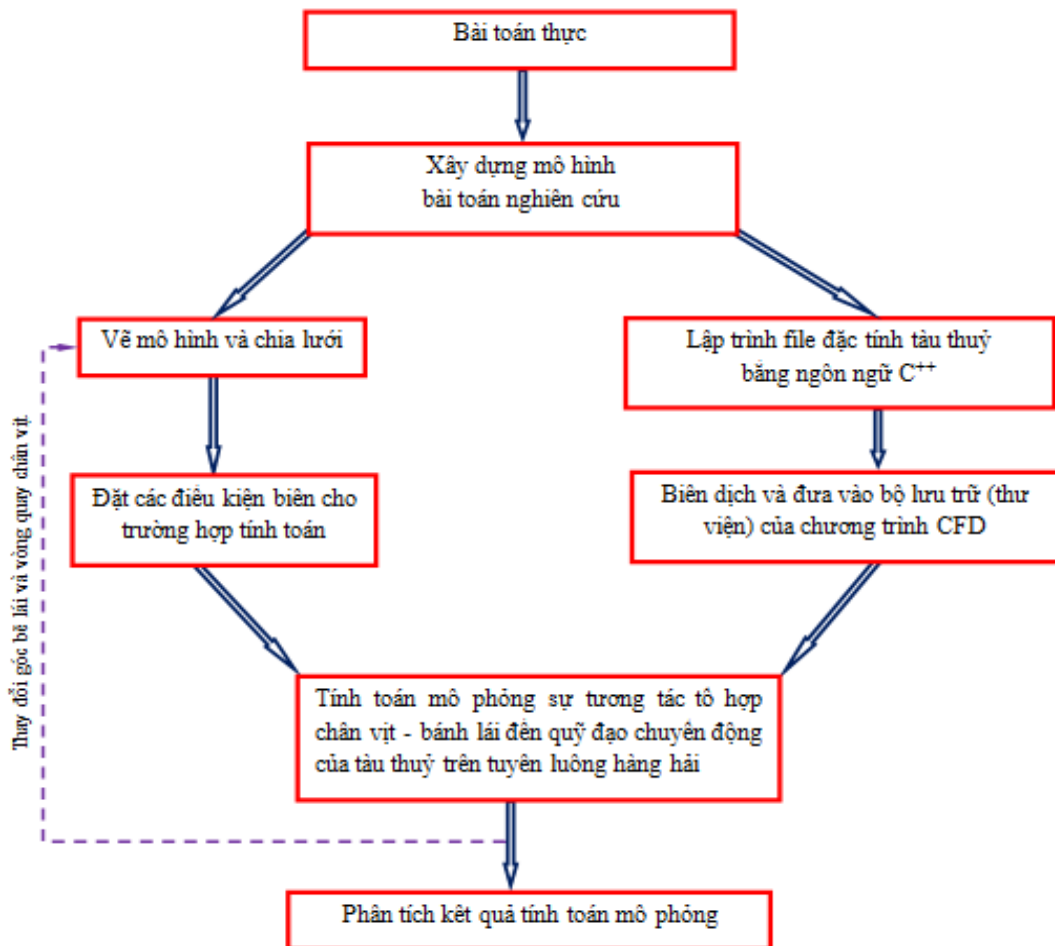 Bài toán thực
Xây dựng mô hình
bài toán nghiên cứu
Vẽ mô hình và chia lưới
Lập trình file đặc tính tàu thuỷ
bằng ngôn ngữ C++
Đặt các điều kiện biên cho
trường hợp tính toán
Biên dịch và đưa vào bộ lưu trữ (thư
viện) của chương trình CFD
Thay đổi góc bẻ lái và vòng quay chân vịt
Tính toán mô phỏng sự tương tác tổ hợp
chân vịt - bánh lái đến quỹ đạo chuyển động
của tàu thuỷ trên tuyến luồng hàng hải
Phân tích kết quả tính toán mô phỏng